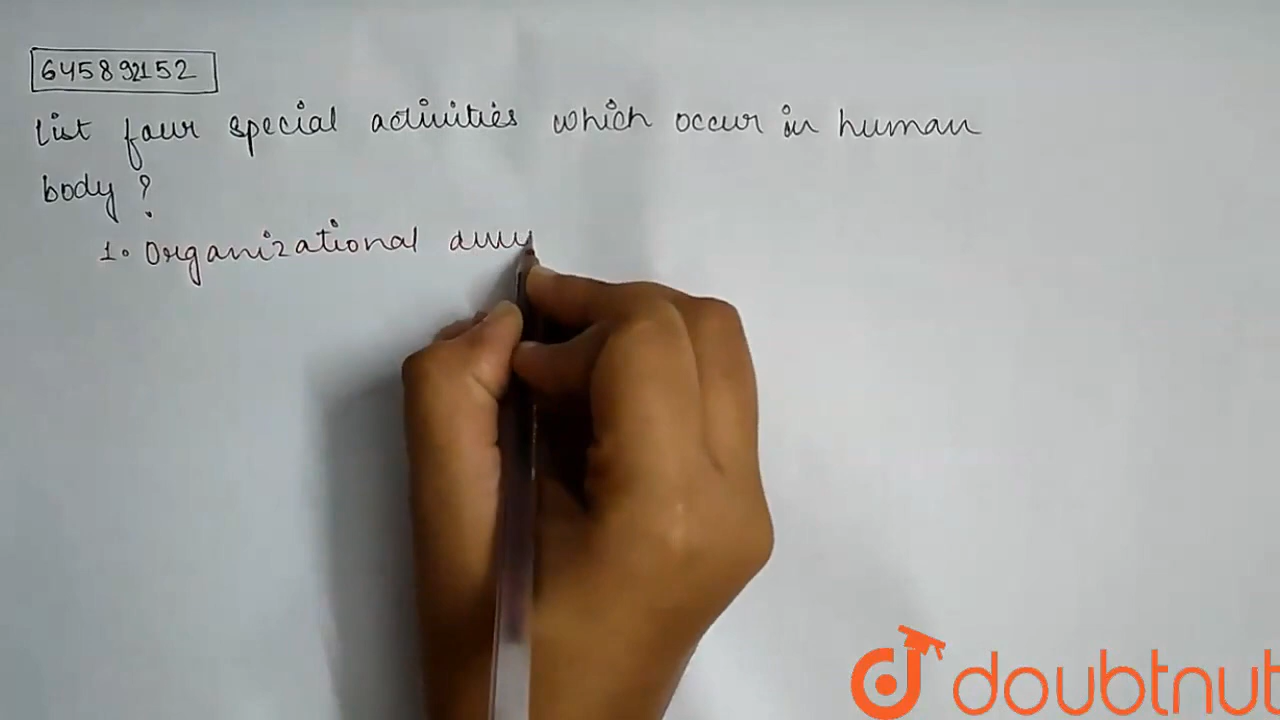 645892152
List four special activities which occur in human
body ?
1. Organizational
doubtnut